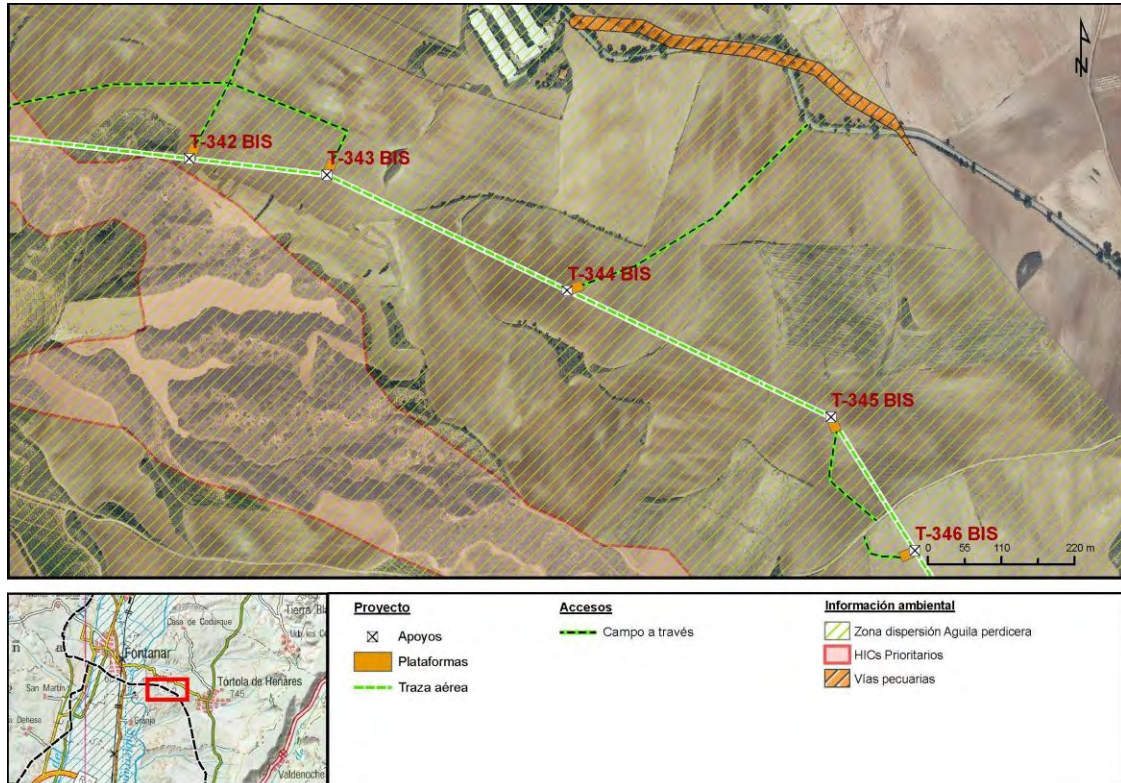 T-342 BIS
T-343 BIS
T-344 BIS
T-345 BIS
T-346 BIS
0 55 110 220 m
N
Proyecto
Apoyos
Plataformas
Traza aérea
Accesos
Campo a través
Información ambiental
Zona dispersión Aguila perdicera
HICs Prioritarios
Vías pecuarias
Casa de
Fontanar
San Martín
Tórtola de Henares
745
Granja
Dehesa
Valdenoche